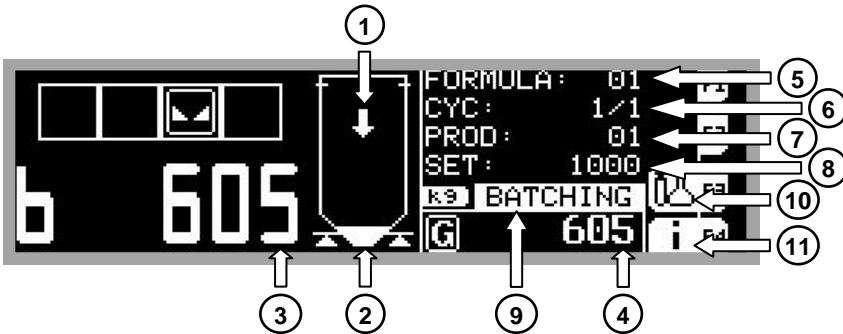 1
FORMULA: 01
5
CYC: 1/1
6
PROD: 01
7
SET: 1000
8
b 605
kg BATCHING
10
G 605
i
11
3
2
9
4